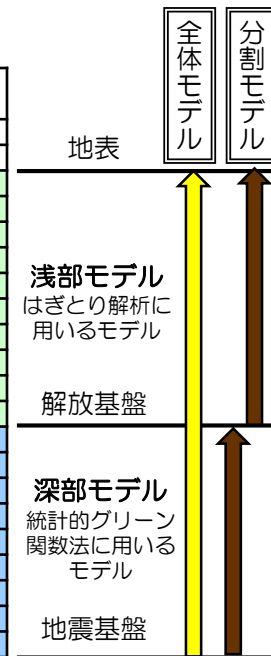 全体モデル
分割モデル
地表
浅部モデル
はぎとり解析に
用いるモデル
解放基盤
深部モデル
統計的グリーン
関数法に用いる
モデル
地震基盤